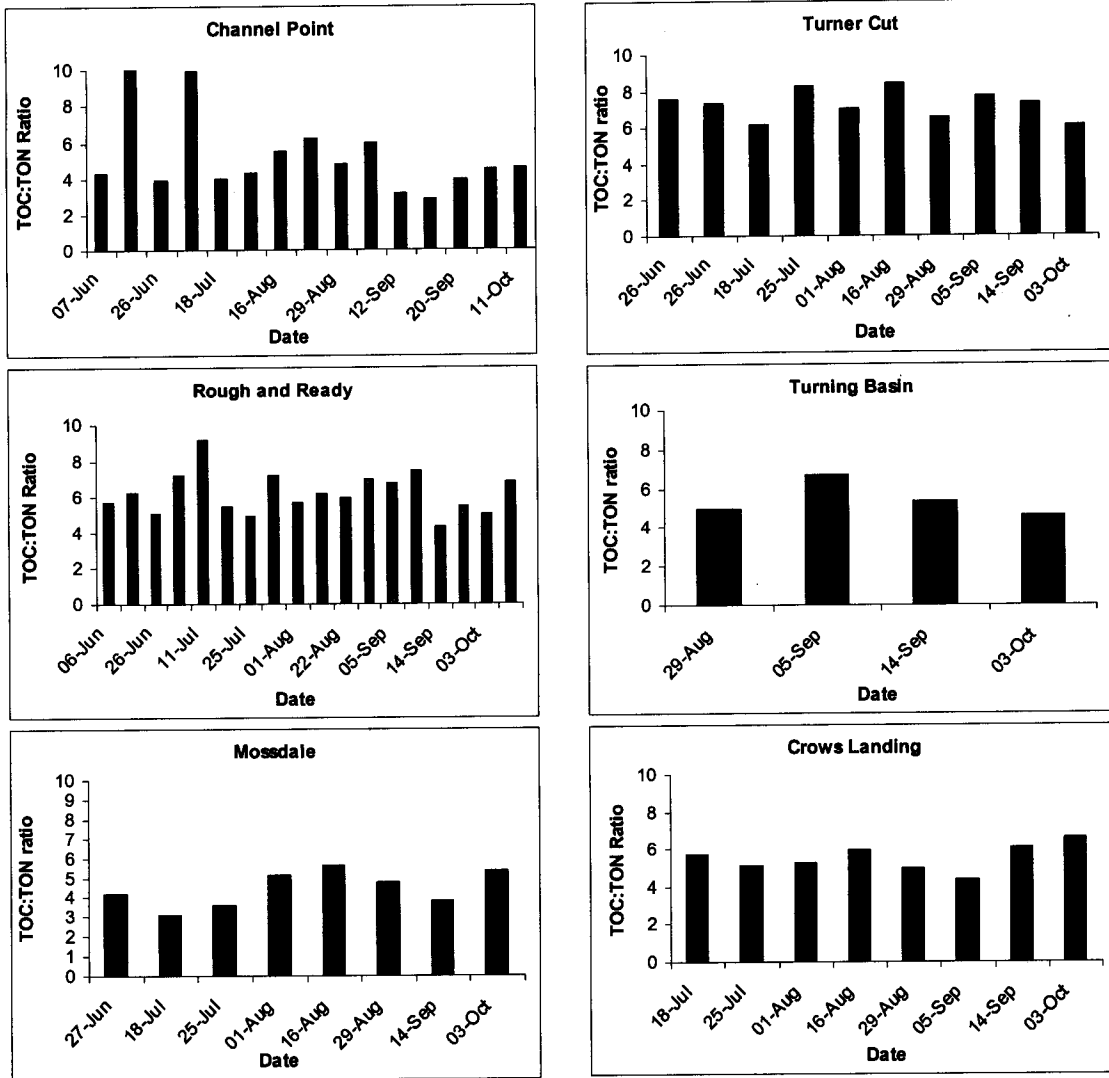 Channel Point
TOC:TON Ratio
10
8
6
4
2
0
07-Jun
26-Jun
18-Jul
16-Aug
29-Aug
12-Sep
20-Sep
11-Oct
Date
Turner Cut
TOC:TON ratio
10
8
6
4
2
0
26-Jun
26-Jun
18-Jul
25-Jul
01-Aug
16-Aug
29-Aug
05-Sep
14-Sep
03-Oct
Date
Rough and Ready
TOC:TON Ratio
10
8
6
4
2
0
06-Jun
26-Jun
11-Jul
25-Jul
01-Aug
22-Aug
05-Sep
14-Sep
03-Oct
Date
Turning Basin
TOC:TON ratio
10
8
6
4
2
0
29-Aug
05-Sep
14-Sep
03-Oct
Date
Mossdale
TOC:TON ratio
10
9
8
7
6
5
4
3
2
1
0
27-Jun
18-Jul
25-Jul
01-Aug
16-Aug
29-Aug
14-Sep
03-Oct
Date
Crows Landing
TOC:TON Ratio
10
8
6
4
2
0
18-Jul
25-Jul
01-Aug
16-Aug
29-Aug
05-Sep
14-Sep
03-Oct
Date